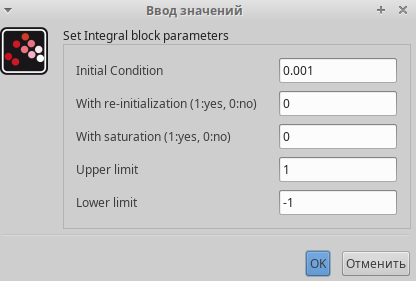 Ввод значений
Set Integral block parameters
Initial Condition 0.001
With re-initialization (1:yes, 0:no) 0
With saturation (1:yes, 0:no) 0
Upper limit 1
Lower limit -1
OK Отменить